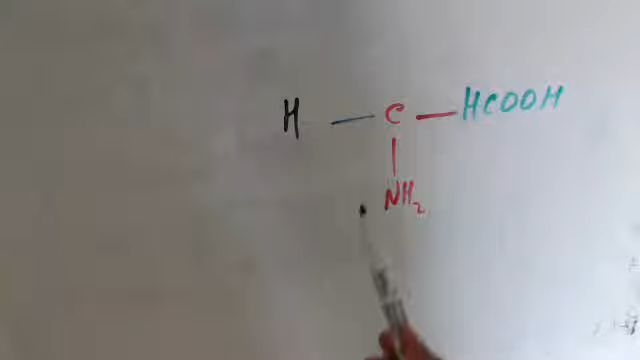 H — C — HCOOH
|
NH₂